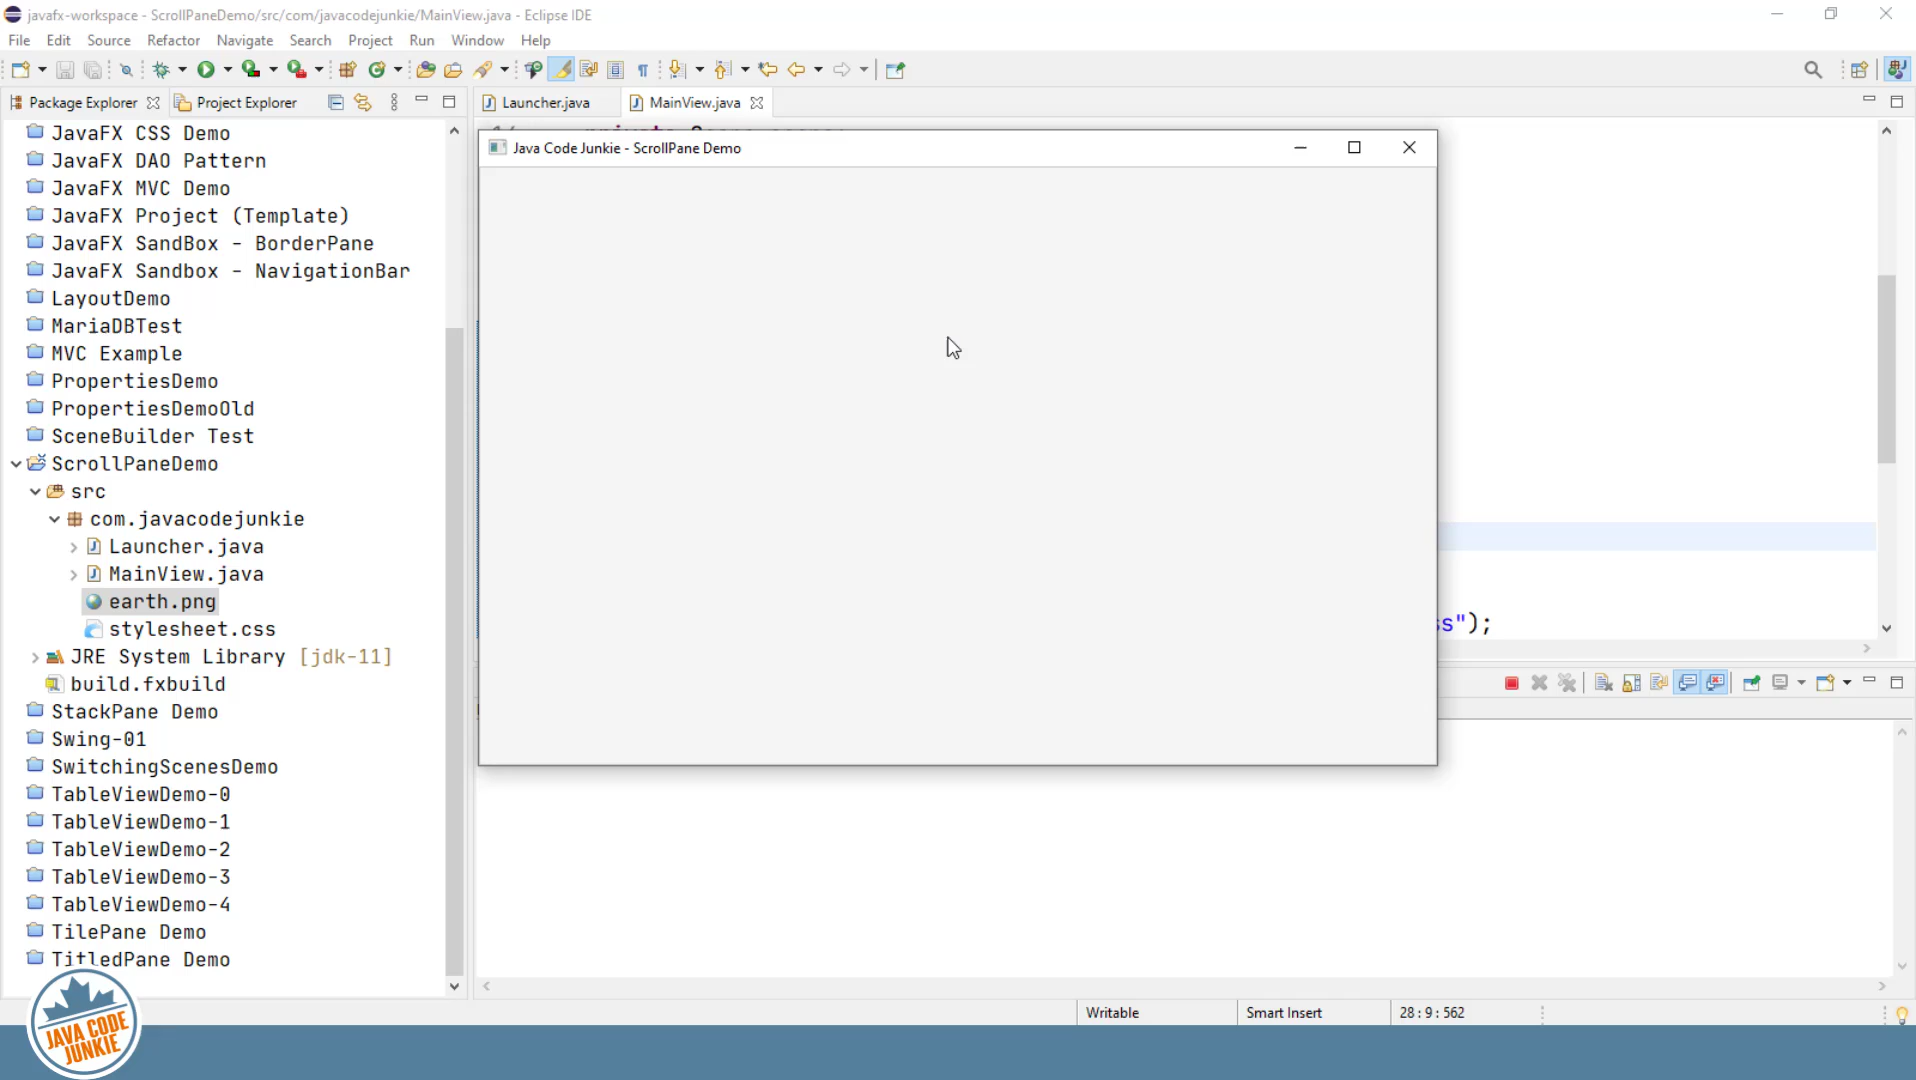 javafx-workspace - ScrollPaneDemo/src/com/javacodejunkie/MainView.java - Eclipse IDE
File Edit Source Refactor Navigate Search Project Run Window Help
Package Explorer Project Explorer
Launcher.java MainView.java
JavaFX CSS Demo
JavaFX DAO Pattern
JavaFX MVC Demo
JavaFX Project (Template)
JavaFX SandBox - BorderPane
JavaFX Sandbox - NavigationBar
LayoutDemo
MariaDBTest
MVC Example
PropertiesDemo
PropertiesDemoOld
SceneBuilder Test
ScrollPaneDemo
src
com.javacodejunkie
Launcher.java
MainView.java
earth.png
stylesheet.css
JRE System Library [jdk-11]
build.fxbuild
StackPane Demo
Swing-01
SwitchingScenesDemo
TableViewDemo-0
TableViewDemo-1
TableViewDemo-2
TableViewDemo-3
TableViewDemo-4
TilePane Demo
TitledPane Demo
Java Code Junkie - ScrollPane Demo
ss");
Writable Smart Insert 28 : 9 : 562
JAVA CODE
JUNKIE